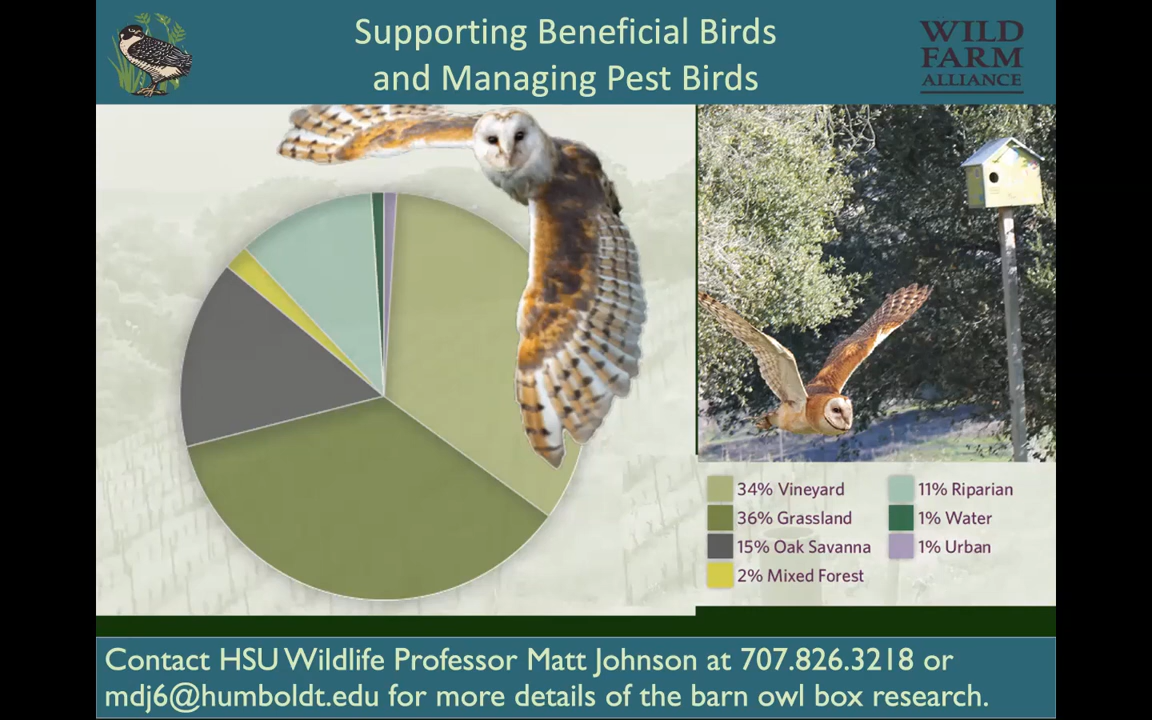 Supporting Beneficial Birds
and Managing Pest Birds
WILD
FARM
ALLIANCE
34% Vineyard
36% Grassland
15% Oak Savanna
2% Mixed Forest
11% Riparian
1% Water
1% Urban
Contact HSU Wildlife Professor Matt Johnson at 707.826.3218 or
mdj6@humboldt.edu for more details of the barn owl box research.